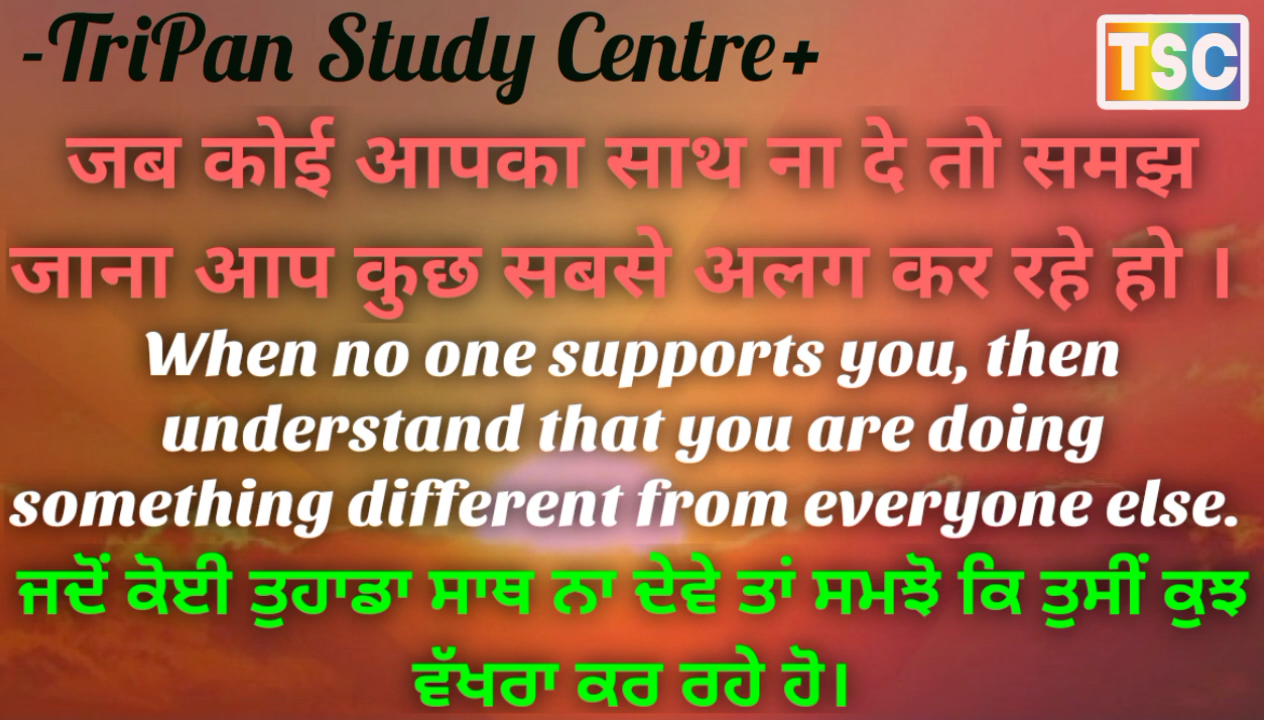 -TriPan Study Centre+
TSC
जब कोई आपका साथ ना दे तो समझ
जाना आप कुछ सबसे अलग कर रहे हो ।
When no one supports you, then
understand that you are doing
something different from everyone else.
ਜਦੋਂ ਕੋਈ ਤੁਹਾਡਾ ਸਾਥ ਨਾ ਦੇਵੇ ਤਾਂ ਸਮਝੋ ਕਿ ਤੁਸੀਂ ਕੁਝ
ਵੱਖਰਾ ਕਰ ਰਹੇ ਹੋ।